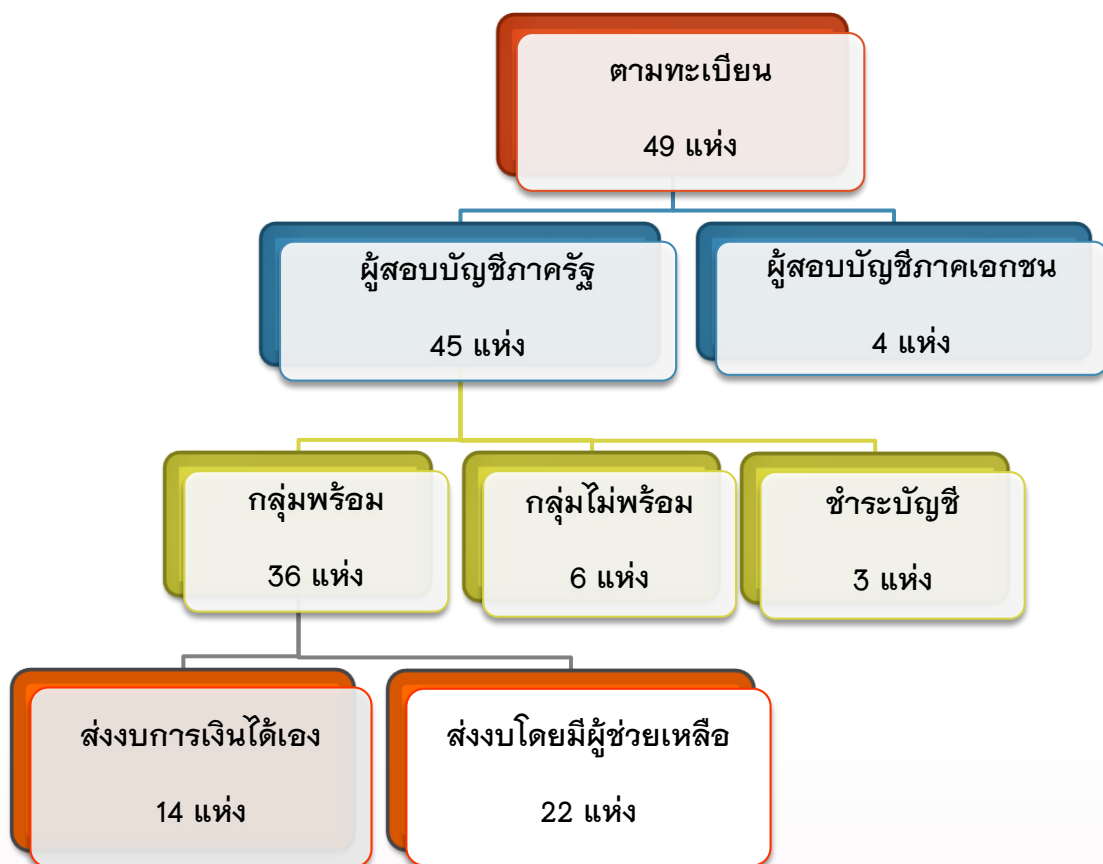 ตามทะเบียน
49 แห่ง
ผู้สอบบัญชีภาครัฐ
45 แห่ง
ผู้สอบบัญชีภาคเอกชน
4 แห่ง
กลุ่มพร้อม
36 แห่ง
กลุ่มไม่พร้อม
6 แห่ง
ชำระบัญชี
3 แห่ง
ส่งงบการเงินได้เอง
14 แห่ง
ส่งงบโดยมีผู้ช่วยเหลือ
22 แห่ง